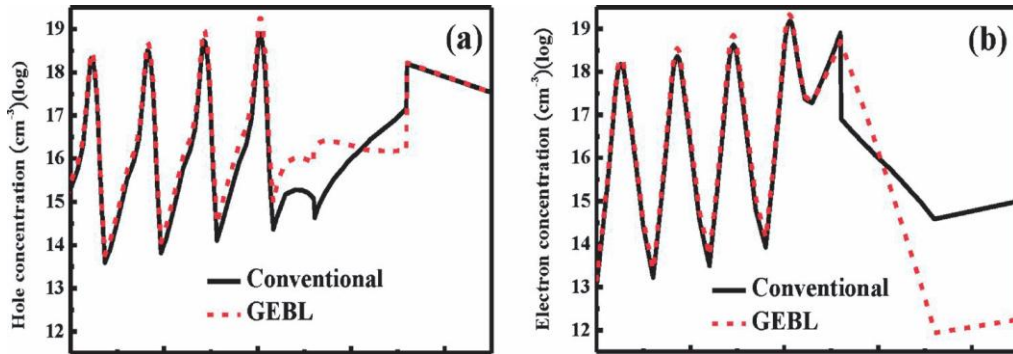 19
18
17
16
15
14
13
12
Hole concentration (cm⁻³)(log)
(a)
Conventional
GEBL
19
18
17
16
15
14
13
12
Electron concentration (cm⁻³)(log)
(b)
Conventional
GEBL